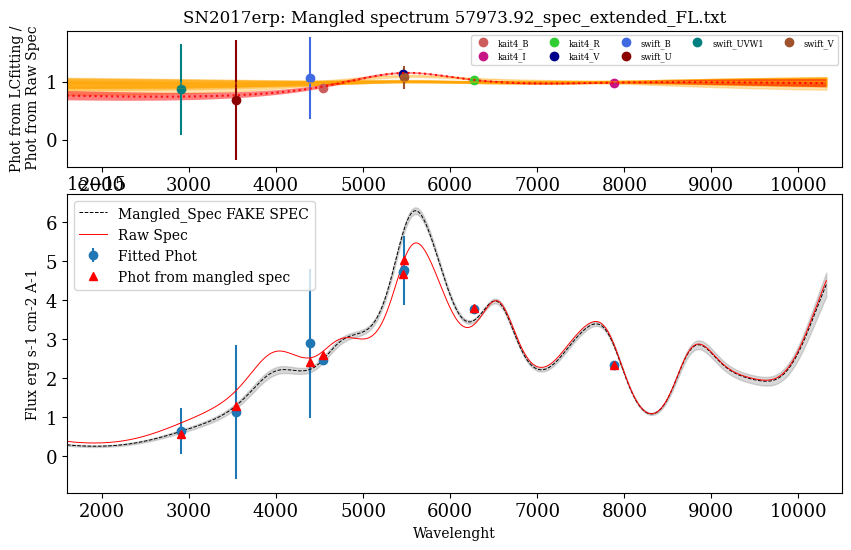 SN2017erp: Mangled spectrum 57973.92_spec_extended_FL.txt
Phot from LCfitting /
Phot from Raw Spec
1
0
kait4_B
kait4_R
swift_B
swift_UVW1
swift_V
kait4_I
kait4_V
swift_U
2000
3000
4000
5000
6000
7000
8000
9000
10000
1e−15
Flux erg s-1 cm-2 A-1
6
5
4
3
2
1
0
Mangled_Spec FAKE SPEC
Raw Spec
Fitted Phot
Phot from mangled spec
2000
3000
4000
5000
6000
7000
8000
9000
10000
Wavelenght